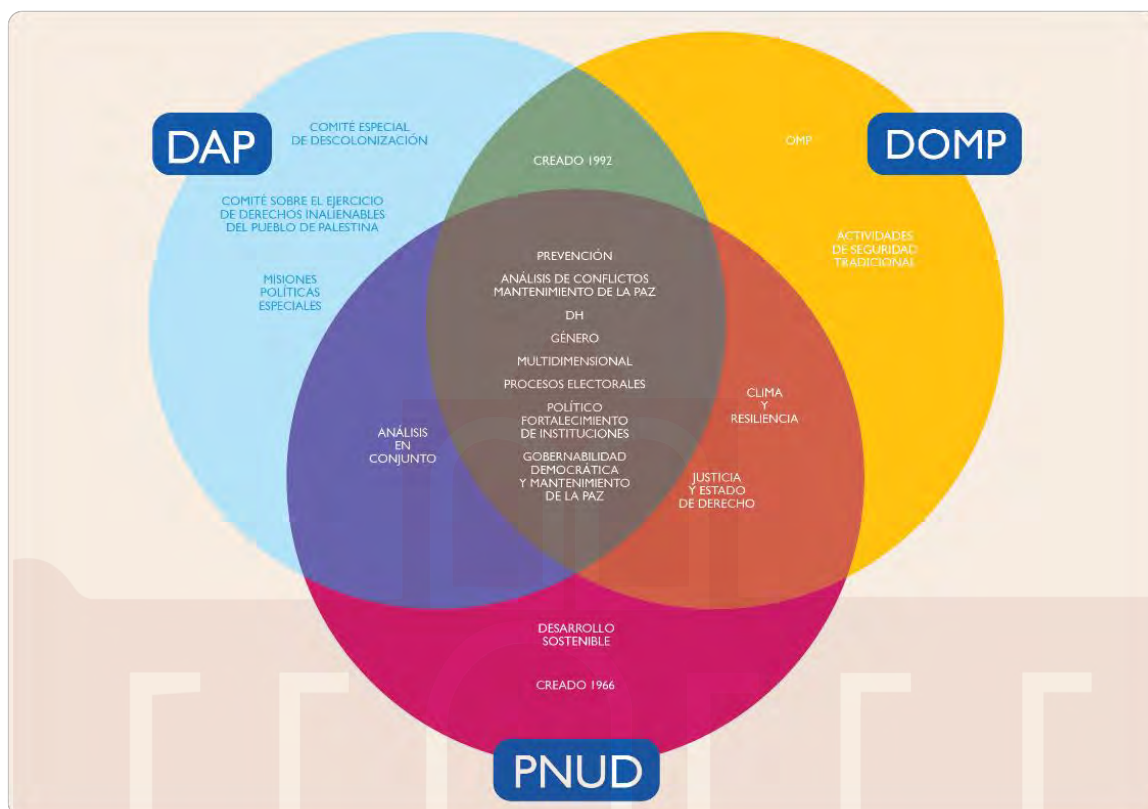 DAP
COMITÉ ESPECIAL
DE DESCOLONIZACIÓN
COMITÉ SOBRE EL EJERCICIO
DE DERECHOS INALIENABLES
DEL PUEBLO DE PALESTINA
MISIONES
POLÍTICAS
ESPECIALES
CREADO 1992
OMP
DOMP
ACTIVIDADES
DE SEGURIDAD
TRADICIONAL
PREVENCIÓN
ANÁLISIS DE CONFLICTOS
MANTENIMIENTO DE LA PAZ
DH
GÉNERO
MULTIDIMENSIONAL
PROCESOS ELECTORALES
POLÍTICO
FORTALECIMIENTO
DE INSTITUCIONES
GOBERNABILIDAD
DEMOCRÁTICA
Y MANTENIMIENTO
DE LA PAZ
ANÁLISIS
EN
CONJUNTO
CLIMA
Y
RESILIENCIA
JUSTICIA
Y ESTADO
DE DERECHO
DESARROLLO
SOSTENIBLE
CREADO 1966
PNUD